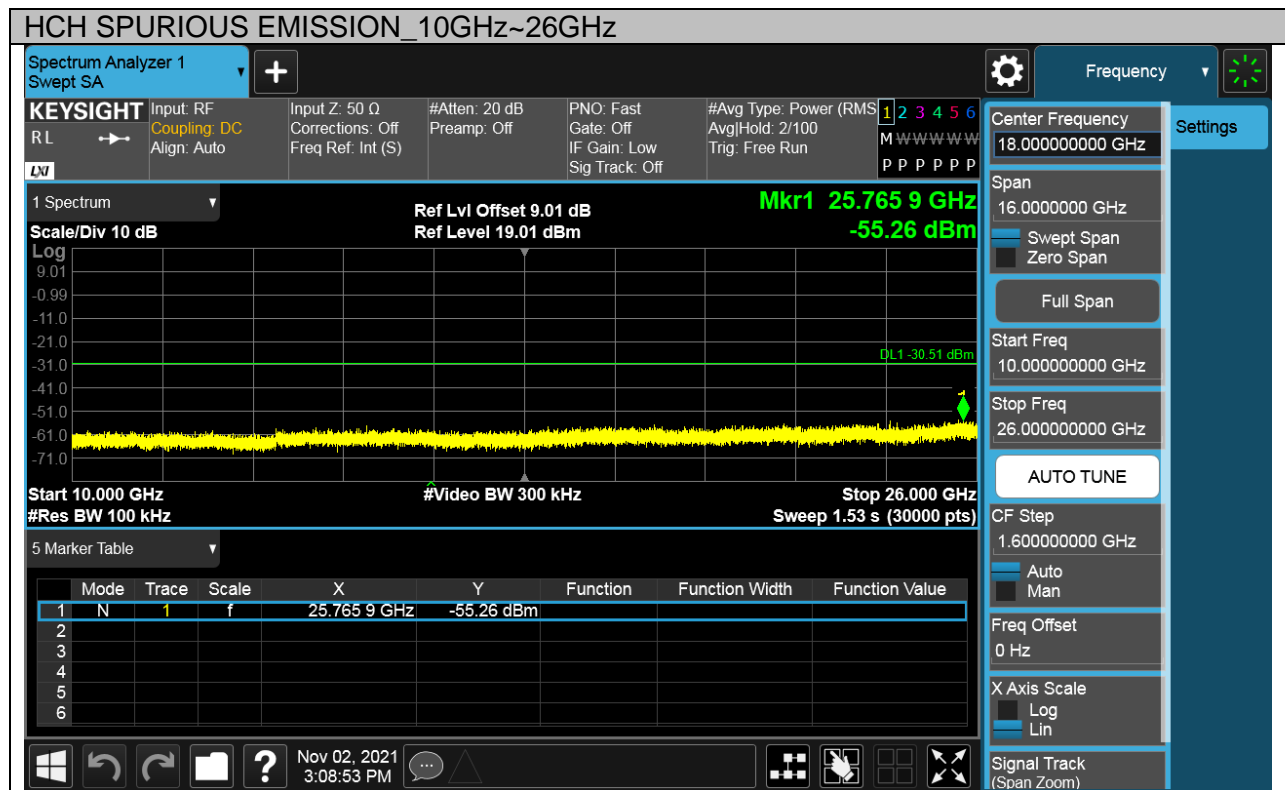 HCH SPURIOUS EMISSION_10GHz~26GHz
Spectrum Analyzer 1
Swept SA
+
Frequency
KEYSIGHT
RL
LXI
Input: RF
Coupling: DC
Align: Auto
Input Z: 50 Ω
Corrections: Off
Freq Ref: Int (S)
#Atten: 20 dB
Preamp: Off
PNO: Fast
Gate: Off
IF Gain: Low
Sig Track: Off
#Avg Type: Power (RMS
Avg|Hold: 2/100
Trig: Free Run
1 2 3 4 5 6
M W W W W W
P P P P P P
1 Spectrum
Scale/Div 10 dB
Ref Lvl Offset 9.01 dB
Ref Level 19.01 dBm
Mkr1 25.765 9 GHz
-55.26 dBm
Log
9.01
-0.99
-11.0
-21.0
-31.0
-41.0
-51.0
-61.0
-71.0
DL1 -30.51 dBm
1
Start 10.000 GHz
#Video BW 300 kHz
Stop 26.000 GHz
#Res BW 100 kHz
Sweep 1.53 s (30000 pts)
5 Marker Table
Mode Trace Scale X Y Function Function Width Function Value
1 N 1 f 25.765 9 GHz -55.26 dBm
2
3
4
5
6
?
Nov 02, 2021
3:08:53 PM
Center Frequency
18.000000000 GHz
Settings
Span
16.0000000 GHz
Swept Span
Zero Span
Full Span
Start Freq
10.000000000 GHz
Stop Freq
26.000000000 GHz
AUTO TUNE
CF Step
1.600000000 GHz
Auto
Man
Freq Offset
0 Hz
X Axis Scale
Log
Lin
Signal Track
(Span Zoom)